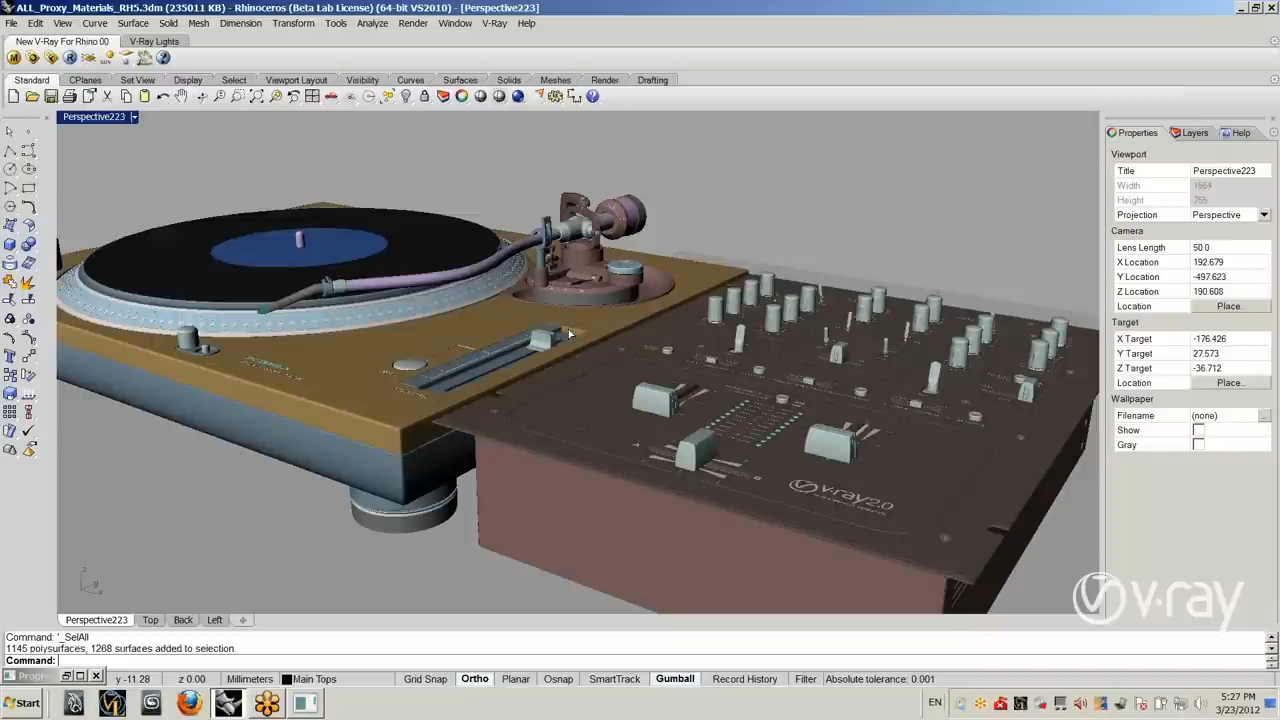 ALL_Proxy_Materials_RH5.3dm (235011 KB) - Rhinoceros (Beta Lab License) (64-bit VS2010) - [Perspective223]
File Edit View Curve Surface Solid Mesh Dimension Transform Tools Analyze Render Window V-Ray Help
New V-Ray For Rhino 00 V-Ray Lights
Standard CPlanes Set View Display Select Viewport Layout Visibility Curves Surfaces Solids Meshes Render Drafting
Perspective223
Properties Layers Help
Viewport
Title Perspective223
Width 1564
Height 755
Projection Perspective
Camera
Lens Length 50.0
X Location 192.679
Y Location -497.623
Z Location 190.608
Location Place...
Target
X Target -176.426
Y Target 27.573
Z Target -36.712
Location Place...
Wallpaper
Filename (none) ...
Show
Gray
v·ray2.0
v·ray
z
y
x
Perspective223 Top Back Left
Command: '_SelAll
1145 polysurfaces, 1268 surfaces added to selection.
Command:
Progr
y -11.28 z 0.00 Millimeters Main Tops Grid Snap Ortho Planar Osnap SmartTrack Gumball Record History Filter Absolute tolerance: 0.001
Start
EN
5:27 PM
3/23/2012